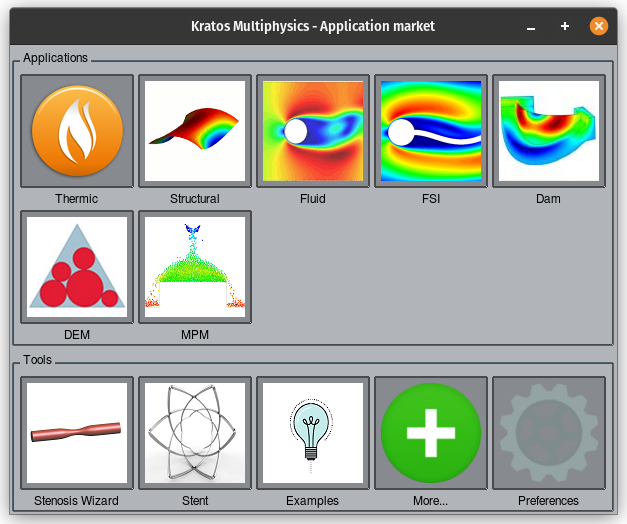 Kratos Multiphysics - Application market
Applications
Thermic Structural Fluid FSI Dam
DEM MPM
Tools
Stenosis Wizard Stent Examples More... Preferences